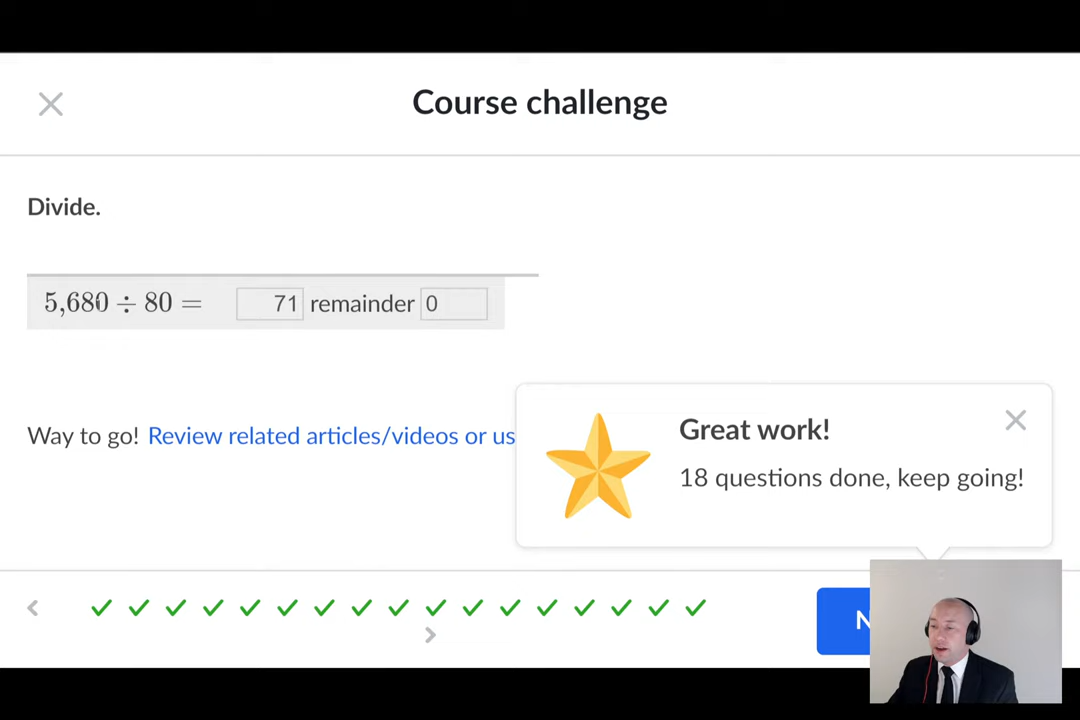 Course challenge
Divide.
5,680 ÷ 80 = 71 remainder 0
Way to go! Review related articles/videos or us
Great work!
18 questions done, keep going!
N